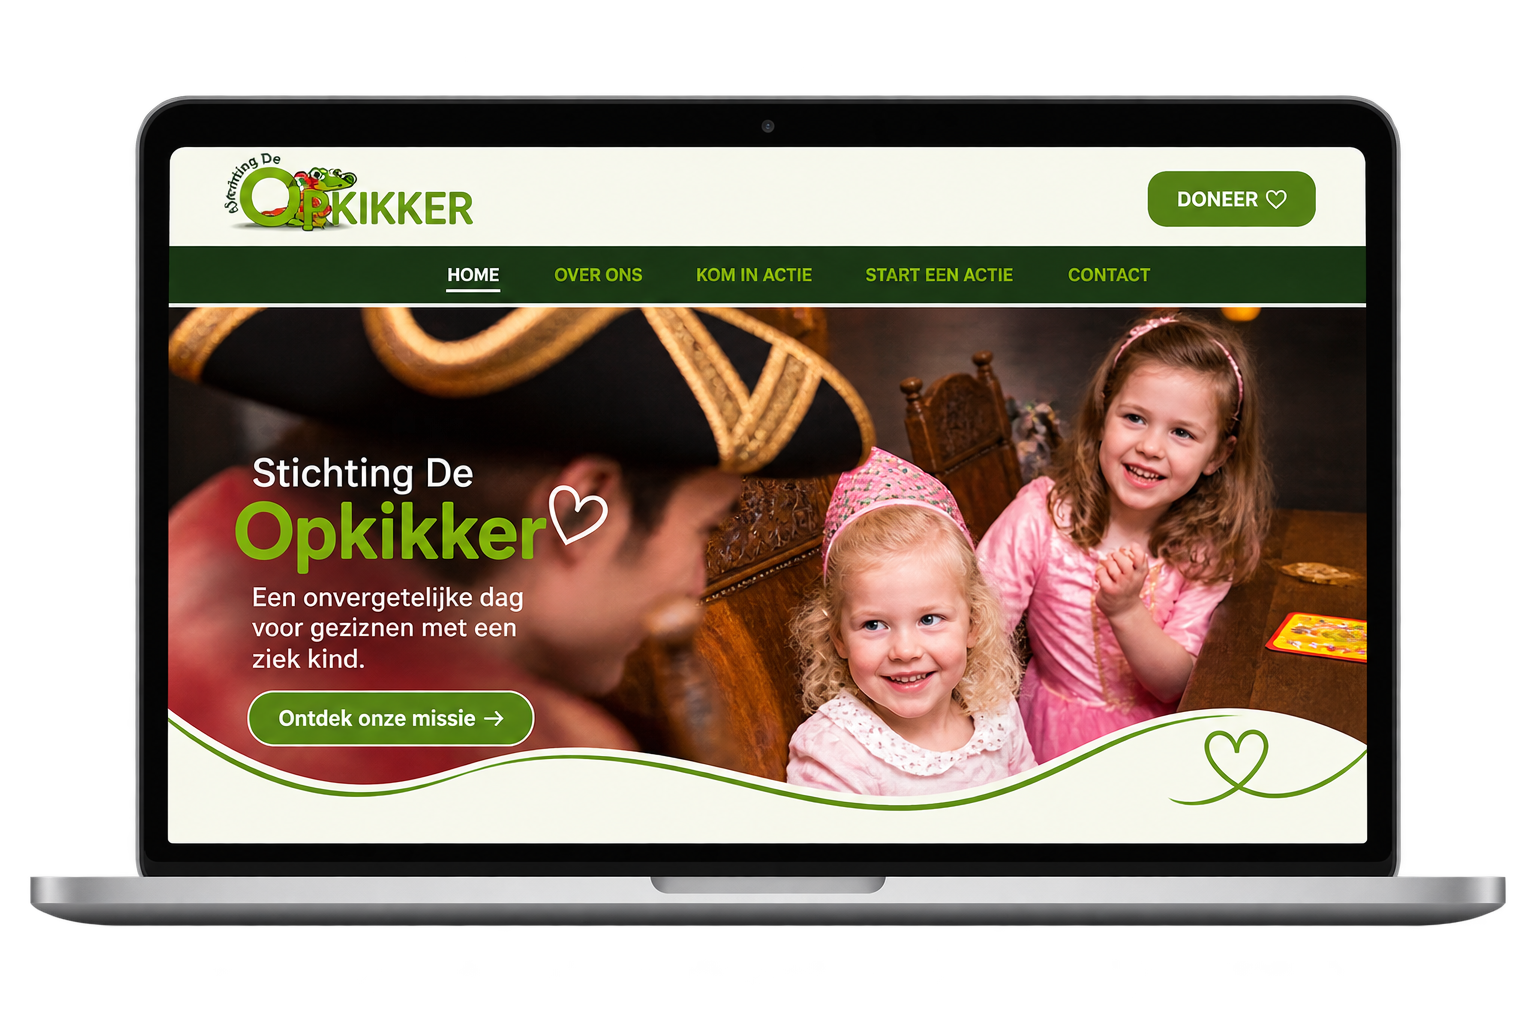 Stichting De
OPKIKKER
DONEER
HOME
OVER ONS
KOM IN ACTIE
START EEN ACTIE
CONTACT
Stichting De
Opkikker
Een onvergetelijke dag
voor geziznen met een
ziek kind.
Ontdek onze missie →